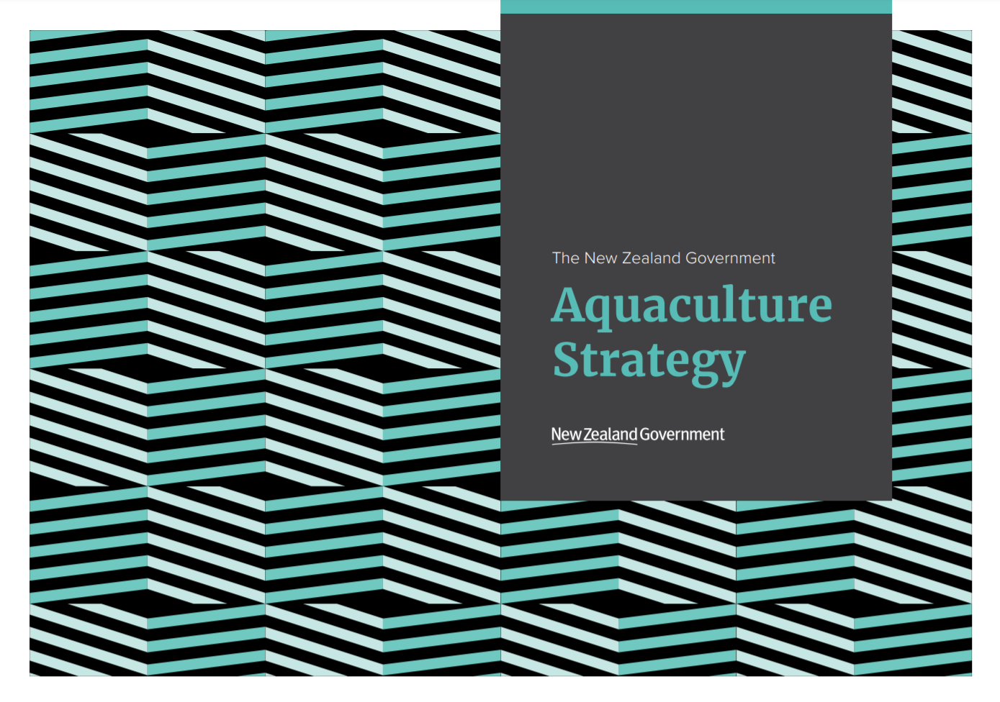 The New Zealand Government
Aquaculture
Strategy
New Zealand Government